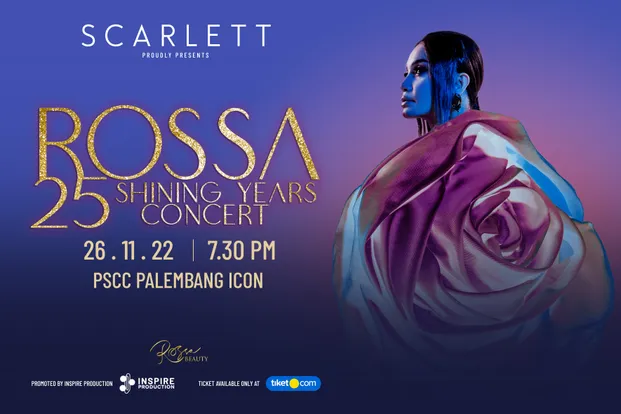 SCARLETT
PROUDLY PRESENTS
ROSSA
25 SHINING YEARS
CONCERT
26 . 11 . 22 | 7.30 PM
PSCC PALEMBANG ICON
Rossa
BEAUTY
PROMOTED BY INSPIRE PRODUCTION
INSPIRE
PRODUCTION
TICKET AVAILABLE ONLY AT
tiket.com